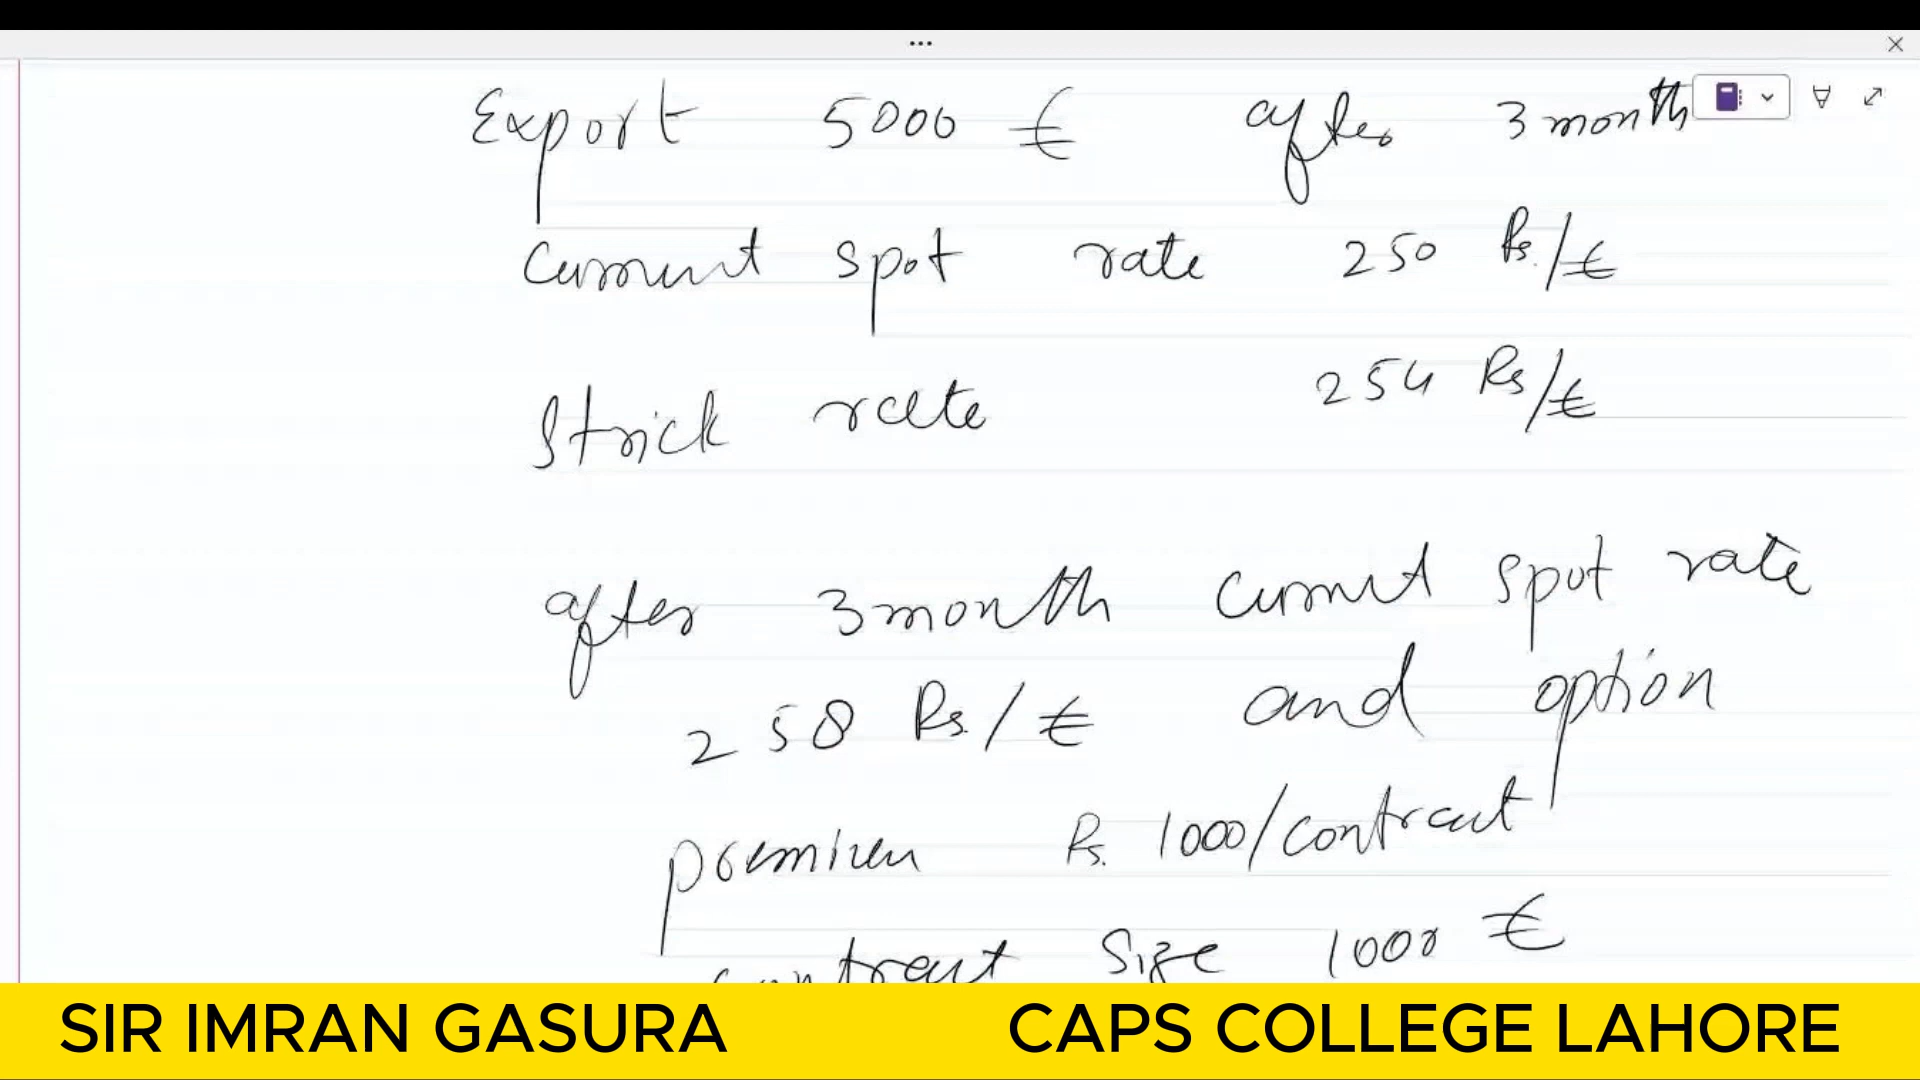 Export 5000 € after 3 month
Current spot rate 250 Rs./€
Strick rate 254 Rs/€
after 3 month current spot rate
258 Rs./€ and option
premium Rs. 1000/contract
contract Size 1000 €
SIR IMRAN GASURA CAPS COLLEGE LAHORE